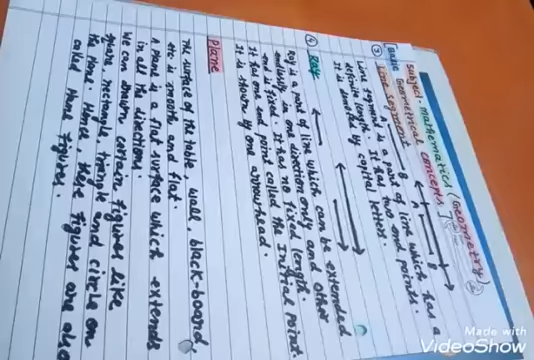 Subject. Mathematics (Geometry)
Basic Geometrical concepts
③ Line segment A B
Line segment is a part of line which has a
definite length. It has two end points.
It is denoted by capital letters.
④ Ray
Ray is a part of line which can be extended
endlessly in one direction only and other
end is fixed. It has no fixed length.
It has one end point called the Initial point
It is shown by one arrowhead.
Plane
The surface of the table, wall, black-board
etc is smooth and flat.
A plane is a flat surface which extends
in all the directions.
We can draw certain figures like
square, rectangle, triangle and circle on
the plane. Hence these figures are also
called plane figures.
Made with
VideoShow